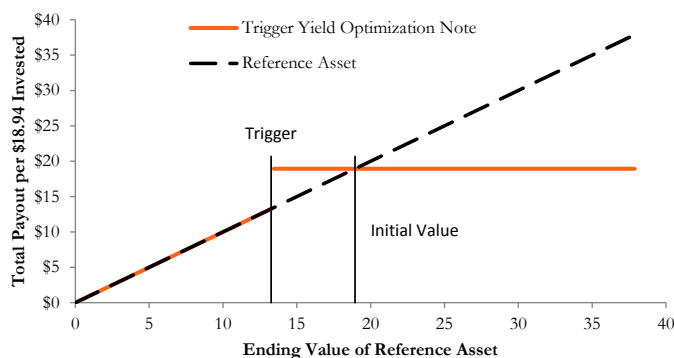 Trigger Yield Optimization Note
Reference Asset
Total Payout per $18.94 Invested
$40
$35
$30
$25
$20
$15
$10
$5
$0
Trigger
Initial Value
0 5 10 15 20 25 30 35 40
Ending Value of Reference Asset